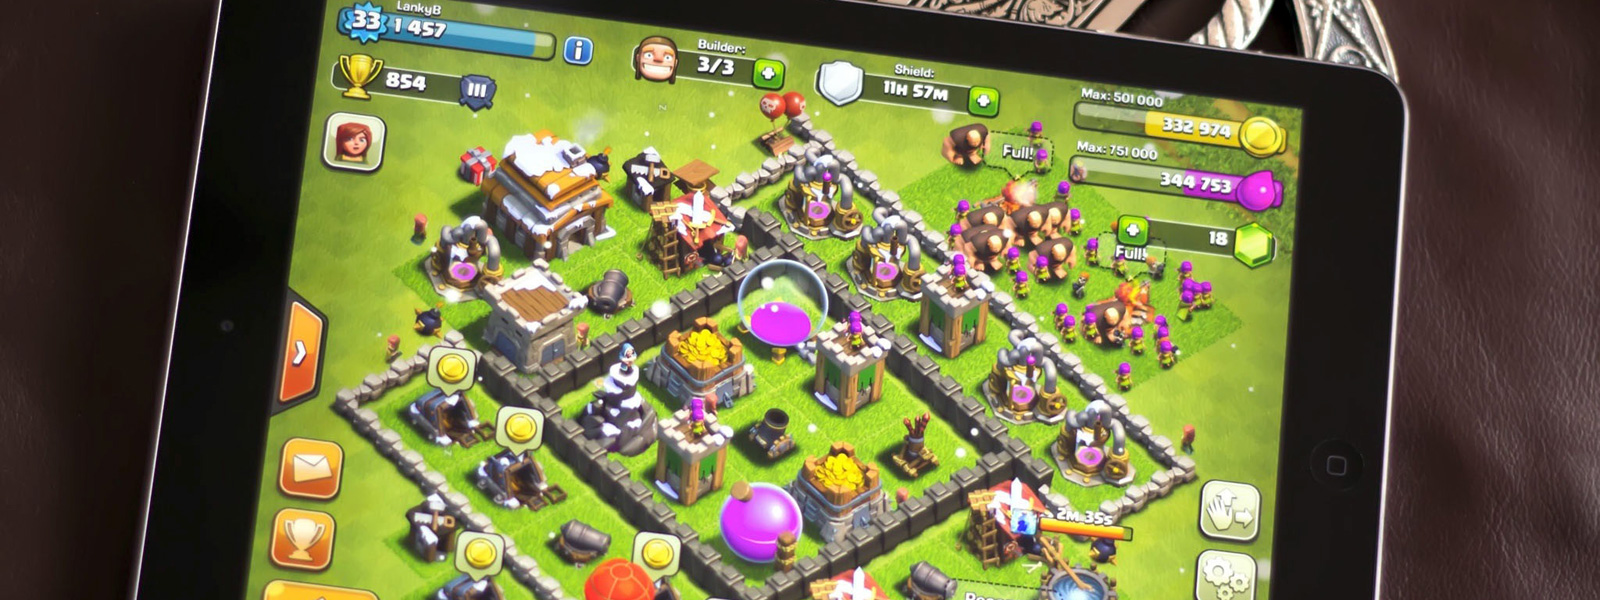 LankyB
33 1 457
Builder:
3/3
Shield:
11H 57M
Max: 501 000
332 974
854
III
Full!
Max: 751 000
344 753
18
Full!
2M 35s